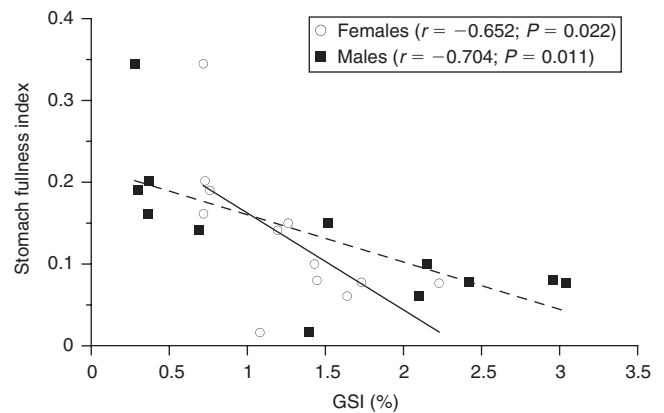 0.4
0.3
0.2
0.1
0
Stomach fullness index
Females (r = −0.652; P = 0.022)
Males (r = −0.704; P = 0.011)
0 0.5 1 1.5 2 2.5 3 3.5
GSI (%)